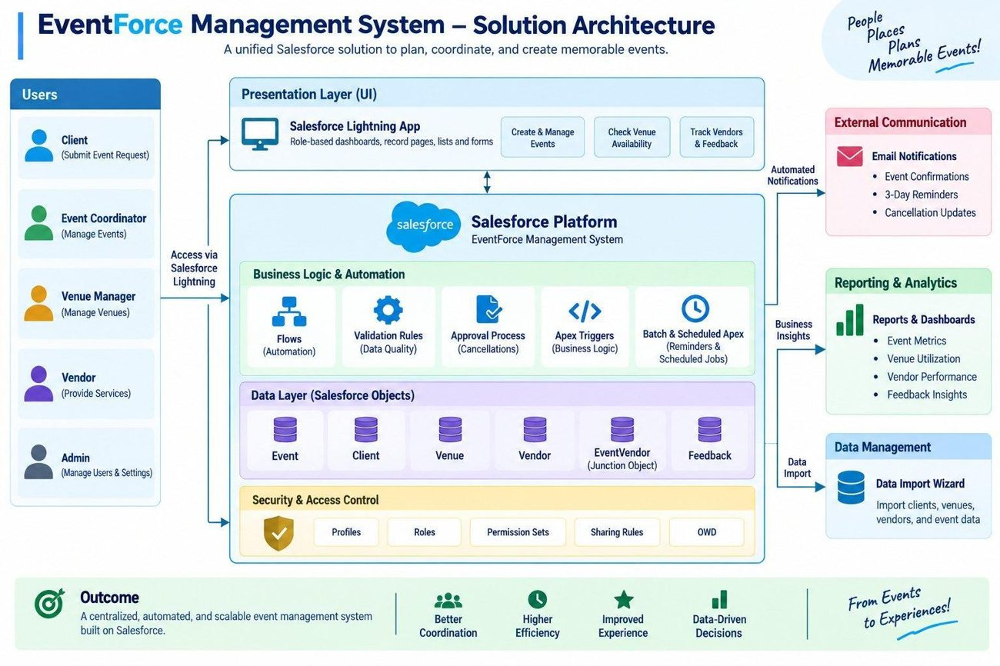 EventForce Management System – Solution Architecture
A unified Salesforce solution to plan, coordinate, and create memorable events.
People
Places
Plans
Memorable Events!
Users
Client
(Submit Event Request)
Event Coordinator
(Manage Events)
Venue Manager
(Manage Venues)
Vendor
(Provide Services)
Admin
(Manage Users & Settings)
Access via
Salesforce
Lightning
Presentation Layer (UI)
Salesforce Lightning App
Role-based dashboards, record pages, lists and forms
Create & Manage
Events
Check Venue
Availability
Track Vendors
& Feedback
salesforce
Salesforce Platform
EventForce Management System
Business Logic & Automation
Flows
(Automation)
Validation Rules
(Data Quality)
Approval Process
(Cancellations)
Apex Triggers
(Business Logic)
Batch & Scheduled Apex
(Reminders &
Scheduled Jobs)
Data Layer (Salesforce Objects)
Event
Client
Venue
Vendor
EventVendor
(Junction Object)
Feedback
Security & Access Control
Profiles
Roles
Permission Sets
Sharing Rules
OWD
Automated
Notifications
Business
Insights
Data
Import
External Communication
Email Notifications
• Event Confirmations
• 3-Day Reminders
• Cancellation Updates
Reporting & Analytics
Reports & Dashboards
• Event Metrics
• Venue Utilization
• Vendor Performance
• Feedback Insights
Data Management
Data Import Wizard
Import clients, venues,
vendors, and event data
Outcome
A centralized, automated, and scalable event management system
built on Salesforce.
Better
Coordination
Higher
Efficiency
Improved
Experience
Data-Driven
Decisions
From Events
to Experiences!